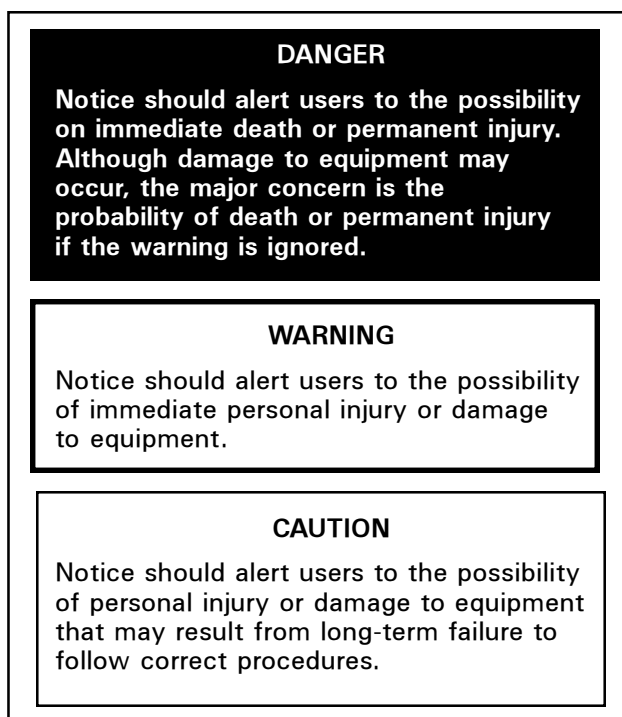 DANGER
Notice should alert users to the possibility
on immediate death or permanent injury.
Although damage to equipment may
occur, the major concern is the
probability of death or permanent injury
if the warning is ignored.
WARNING
Notice should alert users to the possibility
of immediate personal injury or damage
to equipment.
CAUTION
Notice should alert users to the possibility
of personal injury or damage to equipment
that may result from long-term failure to
follow correct procedures.